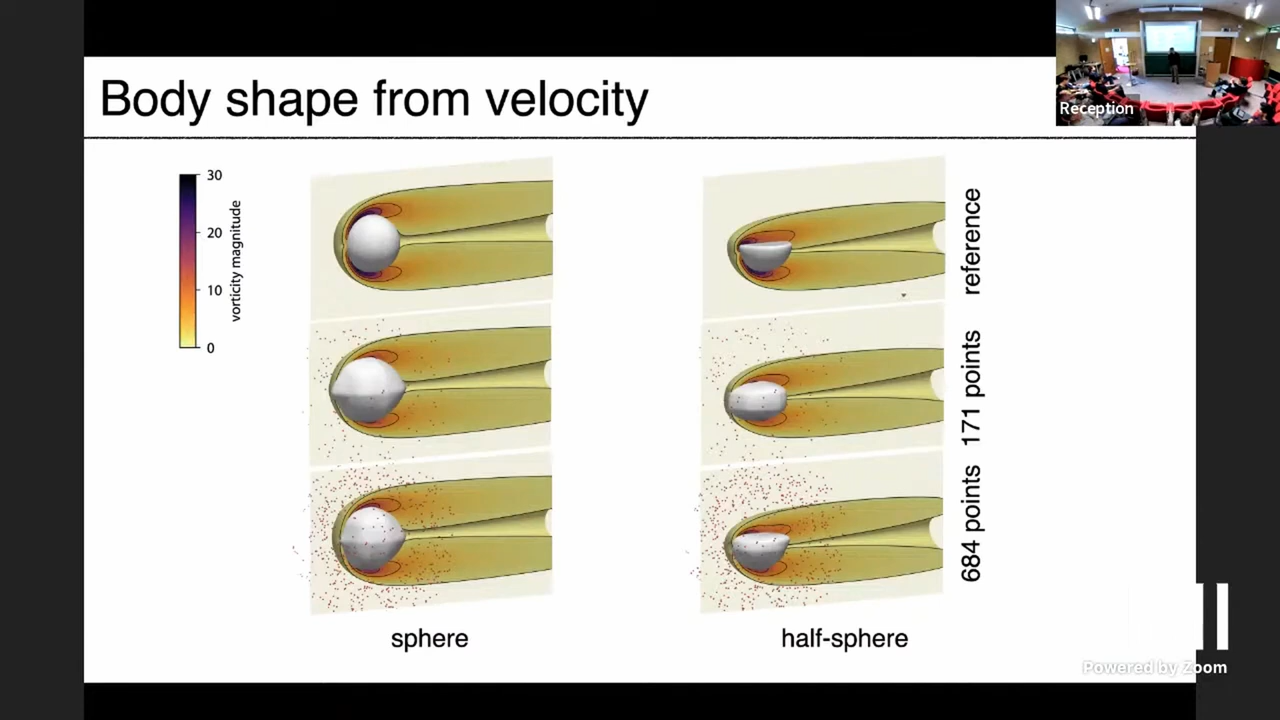 Body shape from velocity
Reception
30
20
10
0
vorticity magnitude
reference
171 points
684 points
sphere
half-sphere
Powered by Zoom